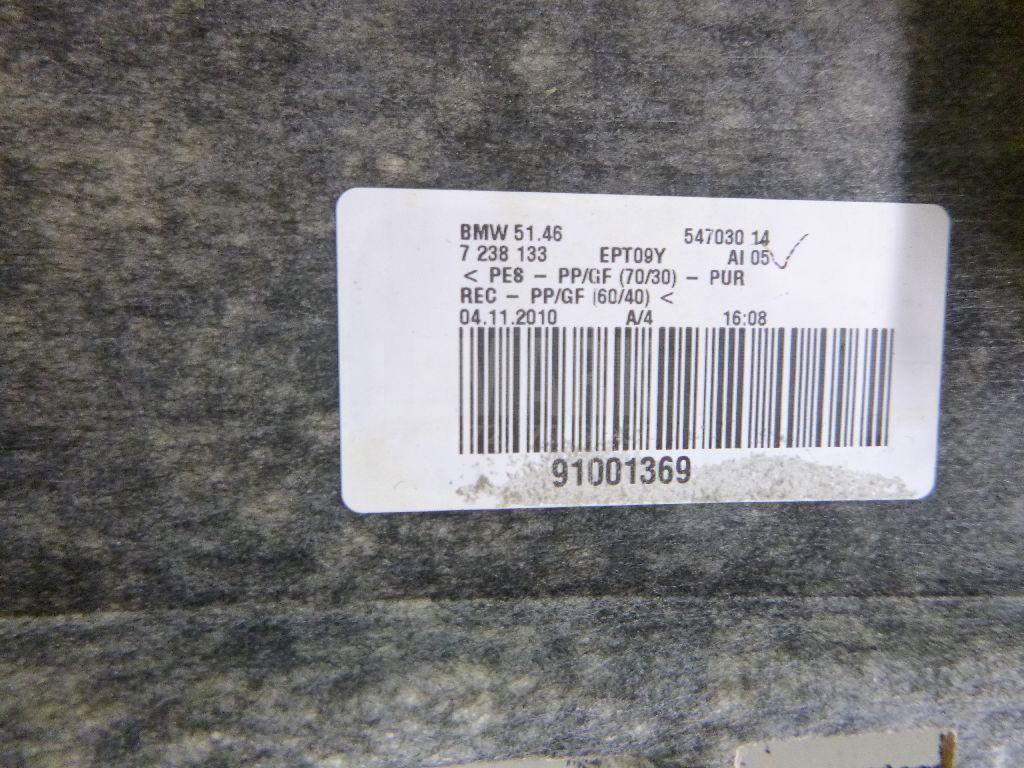 BMW 51.46 547030 14
7 238 133 EPT09Y AI 05
< PES - PP/GF (70/30) - PUR
REC - PP/GF (60/40) <
04.11.2010 A/4 16:08
91001369